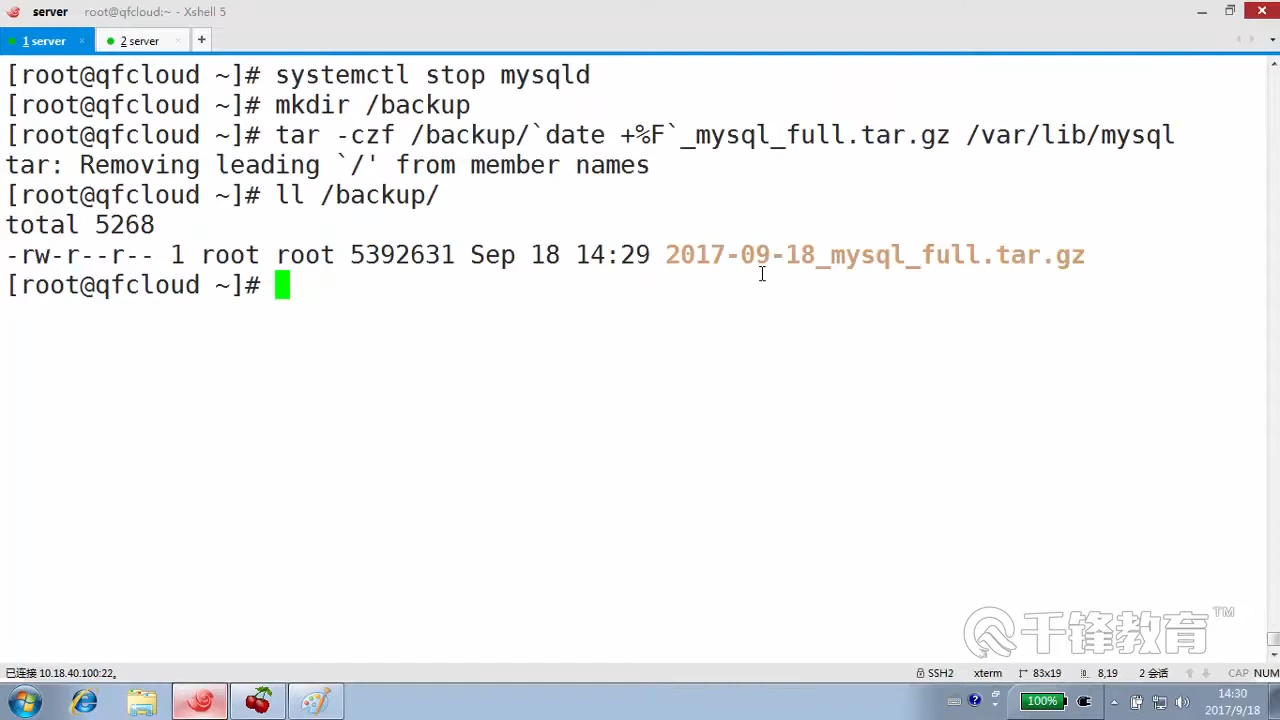 server root@qfcloud:~ - Xshell 5
1 server × 2 server × +
[root@qfcloud ~]# systemctl stop mysqld
[root@qfcloud ~]# mkdir /backup
[root@qfcloud ~]# tar -czf /backup/`date +%F`_mysql_full.tar.gz /var/lib/mysql
tar: Removing leading `/' from member names
[root@qfcloud ~]# ll /backup/
total 5268
-rw-r--r-- 1 root root 5392631 Sep 18 14:29 2017-09-18_mysql_full.tar.gz
[root@qfcloud ~]#
千锋教育™
已连接 10.18.40.100:22。 SSH2 xterm 83x19 8,19 2 会话 CAP NUM
100% 14:30
2017/9/18